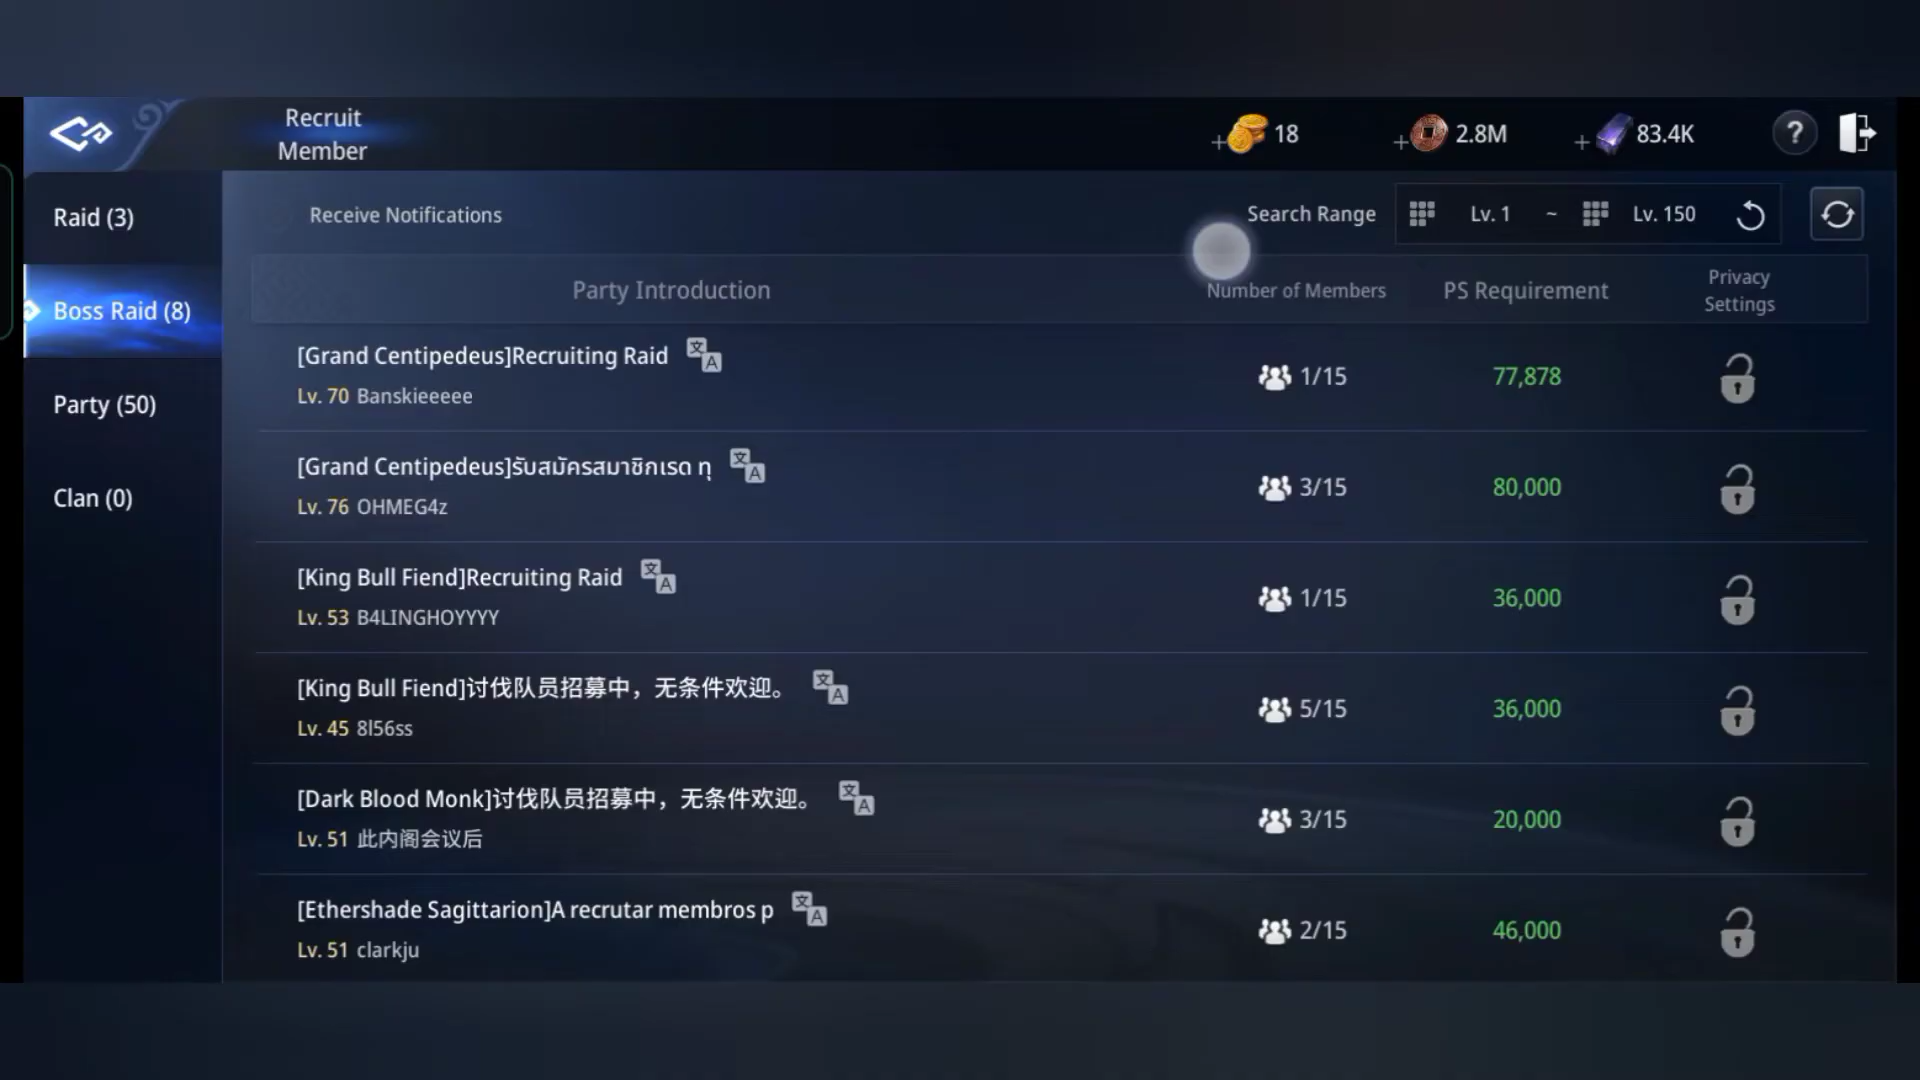 Recruit
Member
18
2.8M
83.4K
?
Raid (3)
Boss Raid (8)
Party (50)
Clan (0)
Receive Notifications
Search Range
Lv. 1 ~ Lv. 150
Party Introduction
Number of Members
PS Requirement
Privacy
Settings
[Grand Centipedeus]Recruiting Raid
Lv. 70 Banskieeeee
1/15
77,878
[Grand Centipedeus]รับสมัครสมาชิกเรด ทุ
Lv. 76 OHMEG4z
3/15
80,000
[King Bull Fiend]Recruiting Raid
Lv. 53 B4LINGHOYYYY
1/15
36,000
[King Bull Fiend]讨伐队员招募中，无条件欢迎。
Lv. 45 8l56ss
5/15
36,000
[Dark Blood Monk]讨伐队员招募中，无条件欢迎。
Lv. 51 此内阁会议后
3/15
20,000
[Ethershade Sagittarion]A recrutar membros p
Lv. 51 clarkju
2/15
46,000